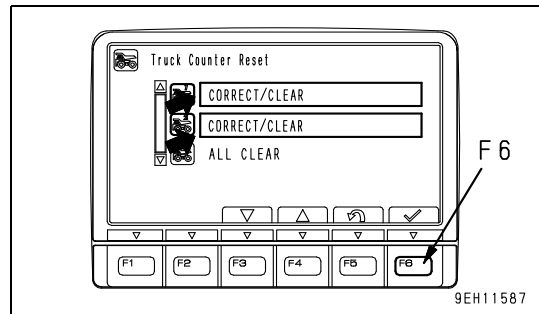 Truck Counter Reset
CORRECT/CLEAR
CORRECT/CLEAR
ALL CLEAR
F6
F1 F2 F3 F4 F5 F6
9EH11587